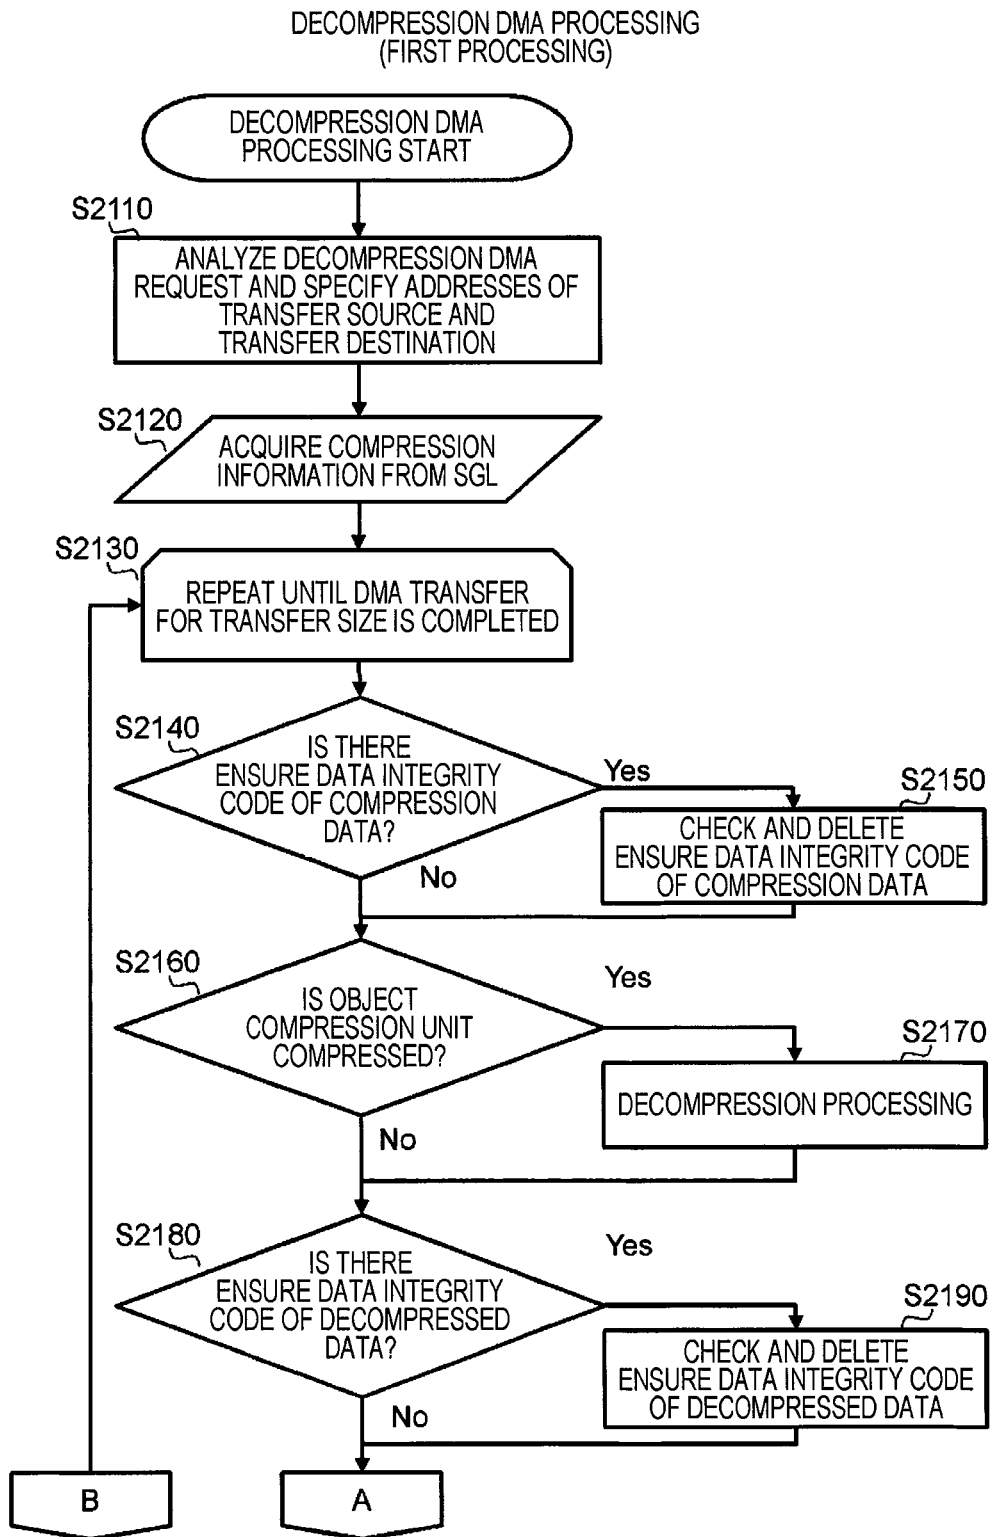 DECOMPRESSION DMA PROCESSING
(FIRST PROCESSING)
DECOMPRESSION DMA
PROCESSING START
S2110
ANALYZE DECOMPRESSION DMA
REQUEST AND SPECIFY ADDRESSES OF
TRANSFER SOURCE AND
TRANSFER DESTINATION
S2120
ACQUIRE COMPRESSION
INFORMATION FROM SGL
S2130
REPEAT UNTIL DMA TRANSFER
FOR TRANSFER SIZE IS COMPLETED
S2140
IS THERE
ENSURE DATA INTEGRITY
CODE OF COMPRESSION
DATA?
Yes
No
S2150
CHECK AND DELETE
ENSURE DATA INTEGRITY CODE
OF COMPRESSION DATA
S2160
IS OBJECT
COMPRESSION UNIT
COMPRESSED?
Yes
No
S2170
DECOMPRESSION PROCESSING
S2180
IS THERE
ENSURE DATA INTEGRITY
CODE OF DECOMPRESSED
DATA?
Yes
No
S2190
CHECK AND DELETE
ENSURE DATA INTEGRITY CODE
OF DECOMPRESSED DATA
B
A